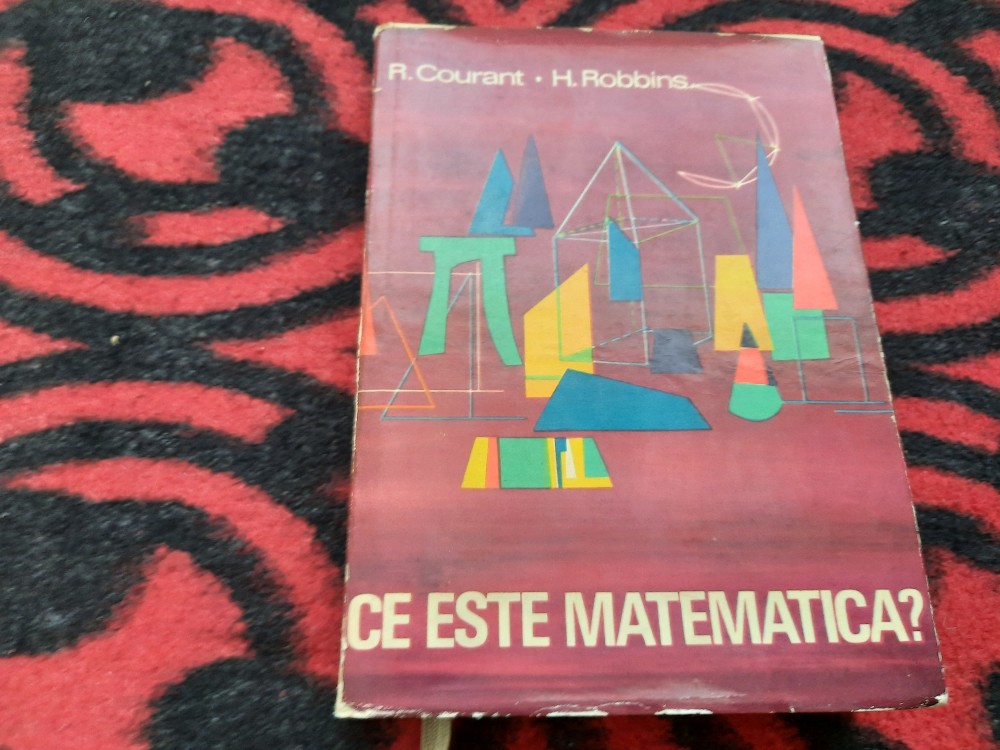 R. Courant · H. Robbins
CE ESTE MATEMATICA?